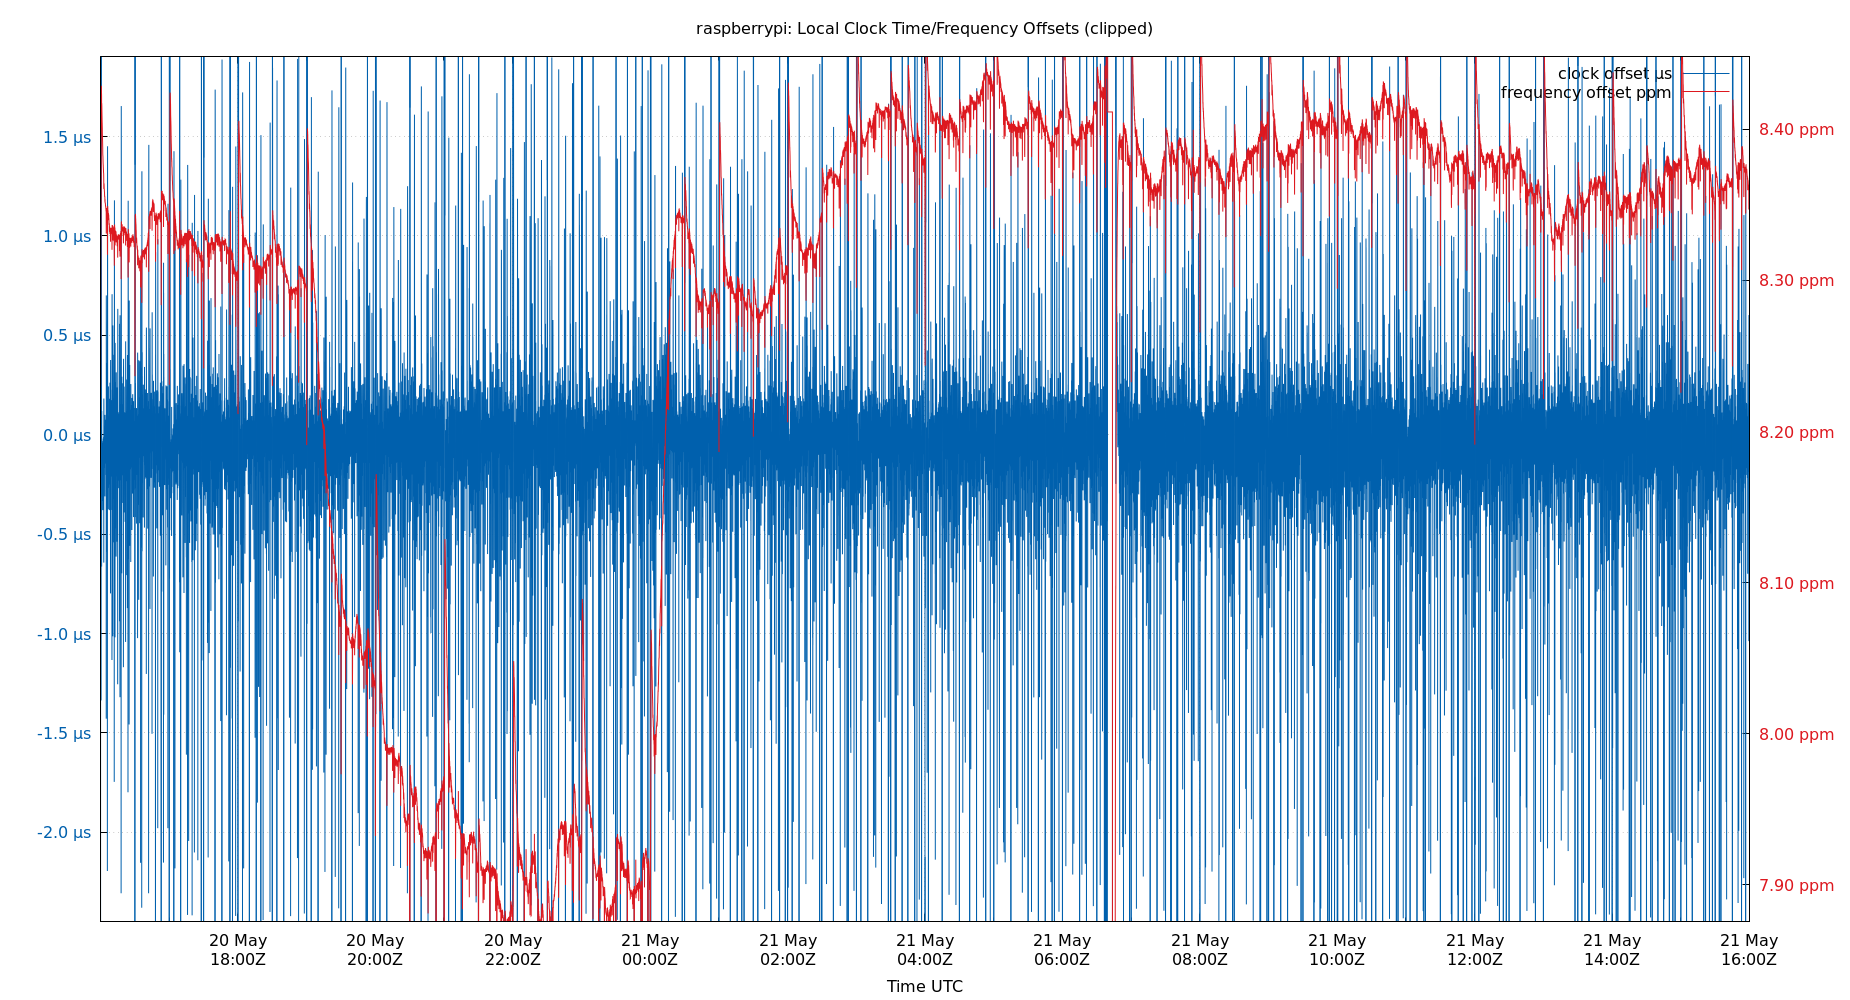 raspberrypi: Local Clock Time/Frequency Offsets (clipped)
clock offset µs
frequency offset ppm
1.5 µs
1.0 µs
0.5 µs
0.0 µs
-0.5 µs
-1.0 µs
-1.5 µs
-2.0 µs
8.40 ppm
8.30 ppm
8.20 ppm
8.10 ppm
8.00 ppm
7.90 ppm
20 May 20 May 20 May 21 May 21 May 21 May 21 May 21 May 21 May 21 May 21 May 21 May
18:00Z 20:00Z 22:00Z 00:00Z 02:00Z 04:00Z 06:00Z 08:00Z 10:00Z 12:00Z 14:00Z 16:00Z
Time UTC